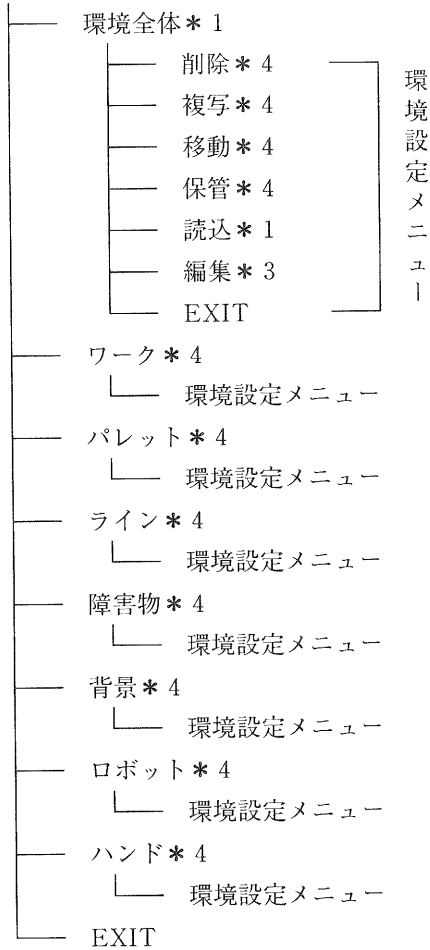 環境全体＊1
削除＊4
複写＊4
移動＊4
保管＊4
読込＊1
編集＊3
EXIT
環境設定メニュー
ワーク＊4
環境設定メニュー
パレット＊4
環境設定メニュー
ライン＊4
環境設定メニュー
障害物＊4
環境設定メニュー
背景＊4
環境設定メニュー
ロボット＊4
環境設定メニュー
ハンド＊4
環境設定メニュー
EXIT